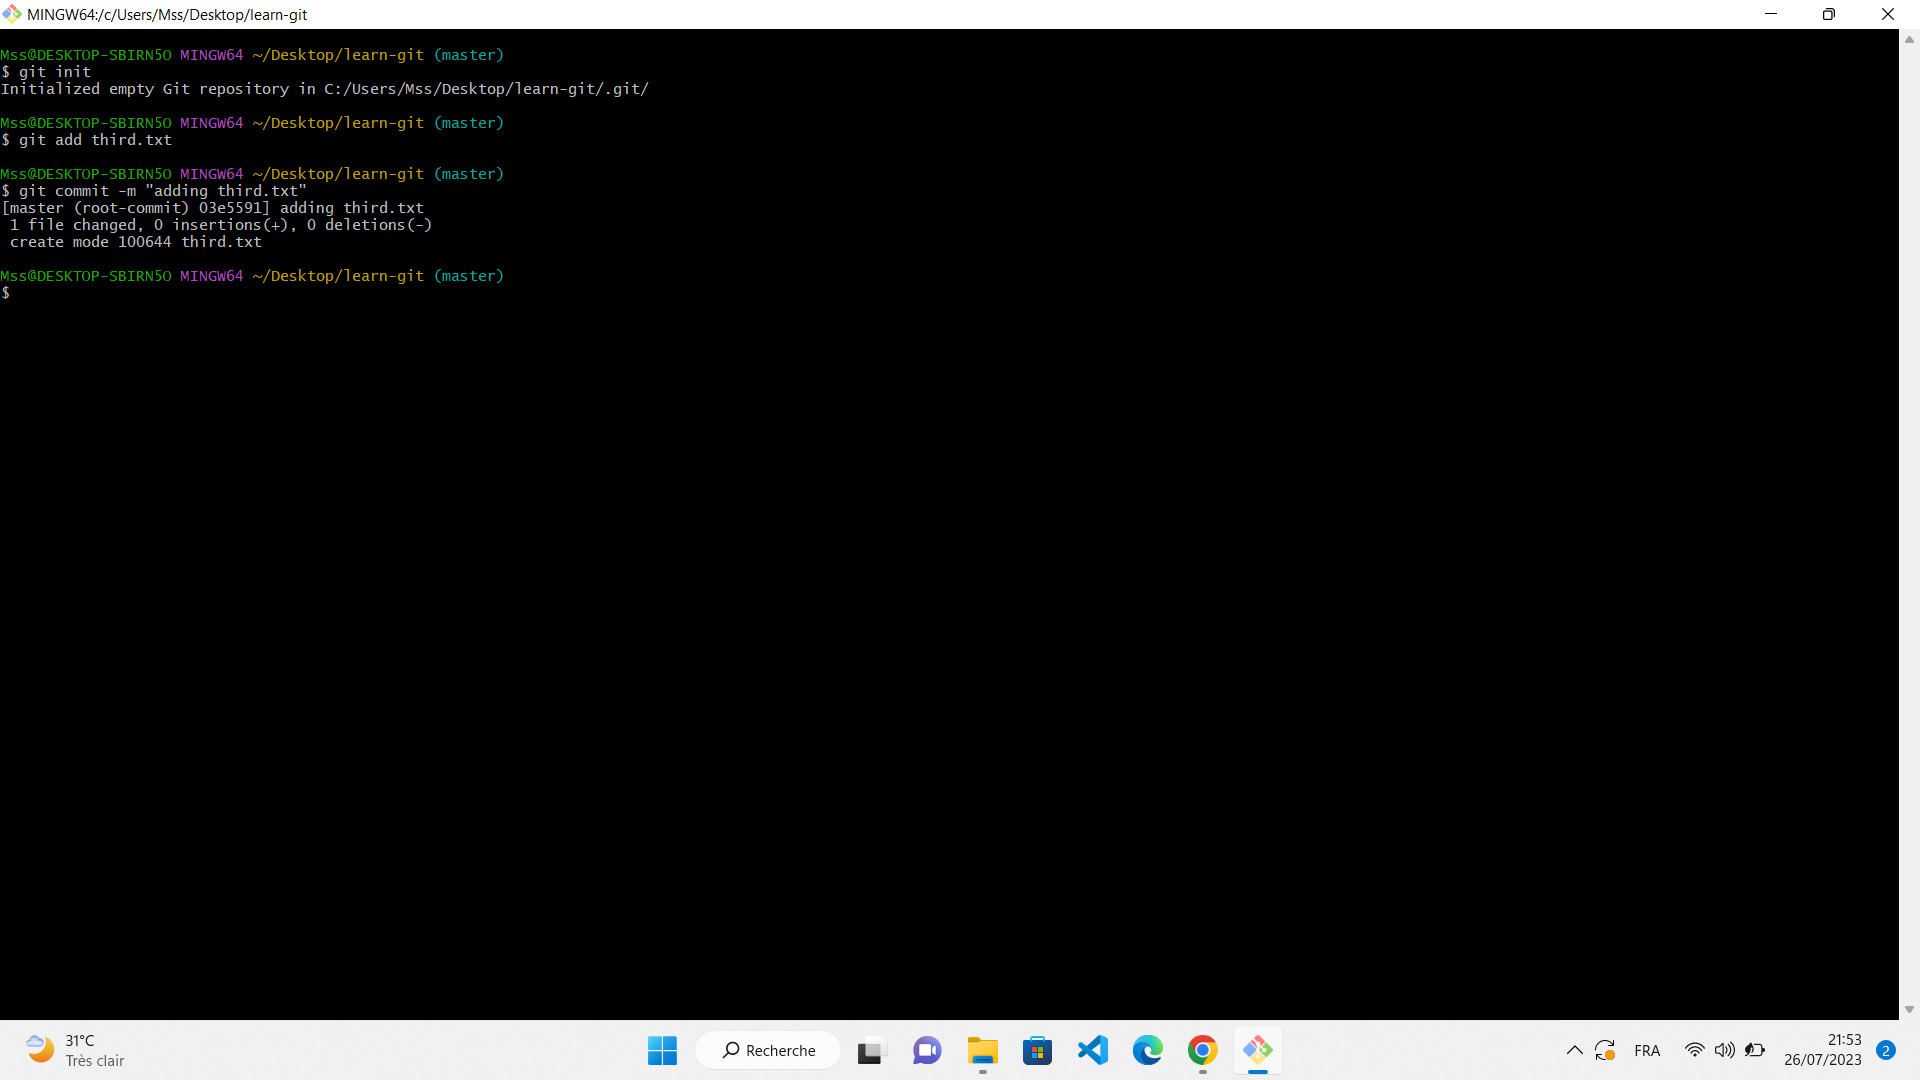 MINGW64:/c/Users/Mss/Desktop/learn-git
Mss@DESKTOP-SBIRN5O MINGW64 ~/Desktop/learn-git (master)
$ git init
Initialized empty Git repository in C:/Users/Mss/Desktop/learn-git/.git/
Mss@DESKTOP-SBIRN5O MINGW64 ~/Desktop/learn-git (master)
$ git add third.txt
Mss@DESKTOP-SBIRN5O MINGW64 ~/Desktop/learn-git (master)
$ git commit -m "adding third.txt"
[master (root-commit) 03e5591] adding third.txt
 1 file changed, 0 insertions(+), 0 deletions(-)
 create mode 100644 third.txt
Mss@DESKTOP-SBIRN5O MINGW64 ~/Desktop/learn-git (master)
$
31°C
Très clair
Recherche
FRA
21:53
26/07/2023
2